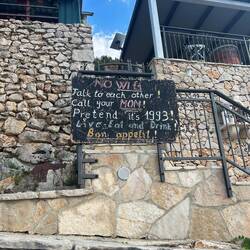 NO WiFi
Talk to each other!
Call your MOM!
Pretend it's 1993!
Live. Eat and Drink!
Bon appetit!